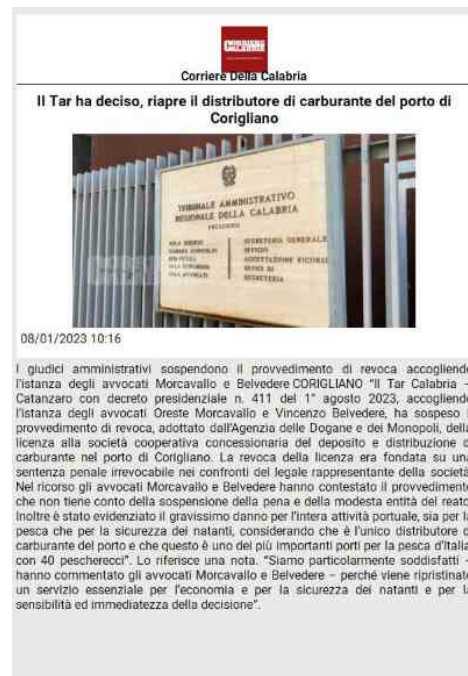 CORRIERE
CALABRIA
Corriere Della Calabria
Il Tar ha deciso, riapre il distributore di carburante del porto di
Corigliano
TRIBUNALE AMMINISTRATIVO
REGIONALE DELLA CALABRIA
SEGRETERIA GENERALE
UFFICIO
ACCETTAZIONE RICORSI
SEGRETERIA
08/01/2023 10:16
I giudici amministrativi sospendono il provvedimento di revoca accogliendo
l'istanza degli avvocati Morcavallo e Belvedere CORIGLIANO "Il Tar Calabria –
Catanzaro con decreto presidenziale n. 411 del 1° agosto 2023, accogliendo
l'istanza degli avvocati Oreste Morcavallo e Vincenzo Belvedere, ha sospeso
provvedimento di revoca, adottato dall'Agenzia delle Dogane e dei Monopoli, della
licenza alla società cooperativa concessionaria del deposito e distribuzione
carburante nel porto di Corigliano. La revoca della licenza era fondata su una
sentenza penale irrevocabile nei confronti del legale rappresentante della società
Nel ricorso gli avvocati Morcavallo e Belvedere hanno contestato il provvedimento
che non tiene conto della sospensione della pena e della modesta entità del reato
Inoltre è stato evidenziato il gravissimo danno per l'intera attività portuale, sia per la
pesca che per la sicurezza dei natanti, considerando che è l'unico distributore
carburante del porto e che questo è uno dei più importanti porti per la pesca d'Italia
con 40 pescherecci". Lo riferisce una nota. "Siamo particolarmente soddisfatti –
hanno commentato gli avvocati Morcavallo e Belvedere – perché viene ripristinato
un servizio essenziale per l'economia e per la sicurezza dei natanti e per la
sensibilità ed immediatezza della decisione".